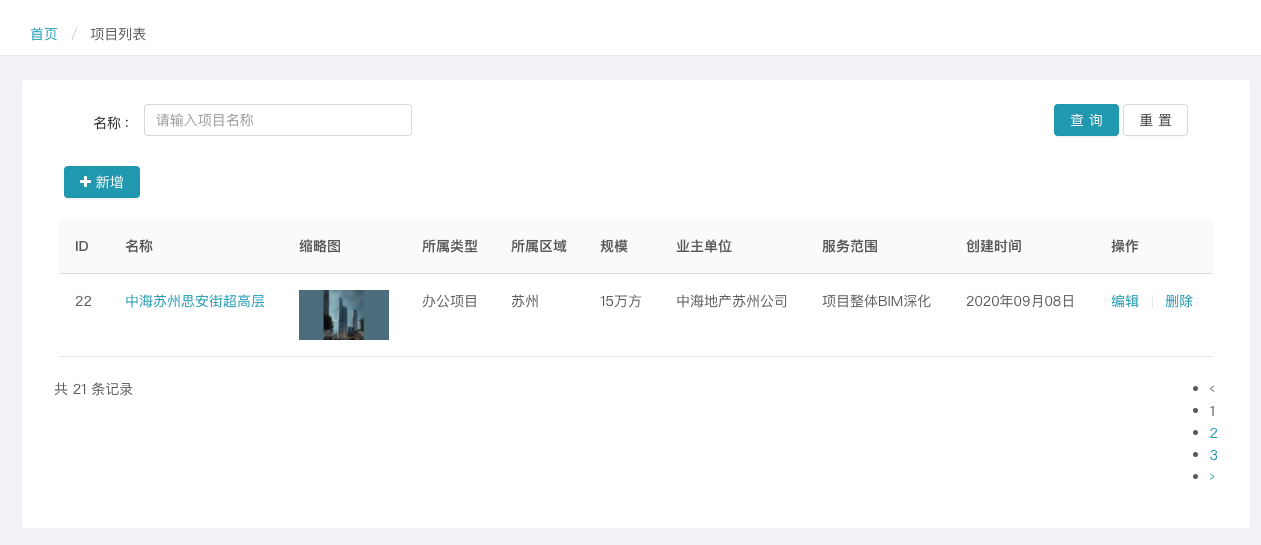 首页 / 项目列表
名称： 请输入项目名称 查 询 重 置
新增
ID 名称 缩略图 所属类型 所属区域 规模 业主单位 服务范围 创建时间 操作
22 中海苏州思安街超高层 办公项目 苏州 15万方 中海地产苏州公司 项目整体BIM深化 2020年09月08日 编辑 | 删除
共 21 条记录
‹
1
2
3
›